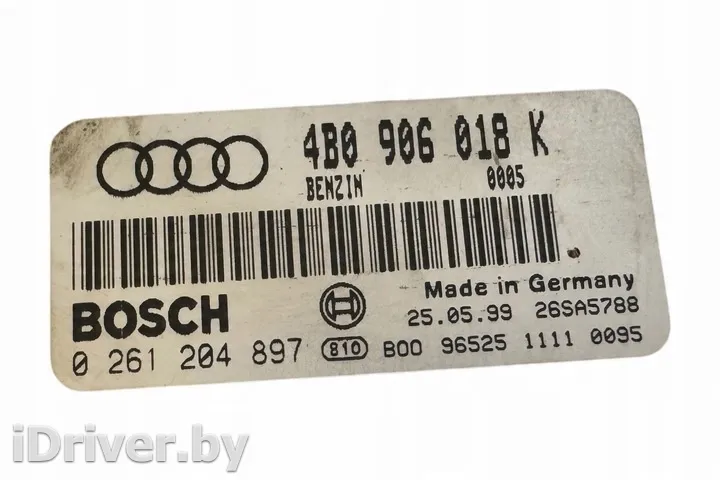 4B0 906 018 K
BENZIN 0005
BOSCH
Made in Germany
25.05.99 26SA5788
0 261 204 897 810 B00 96525 1111 0095
iDriver.by